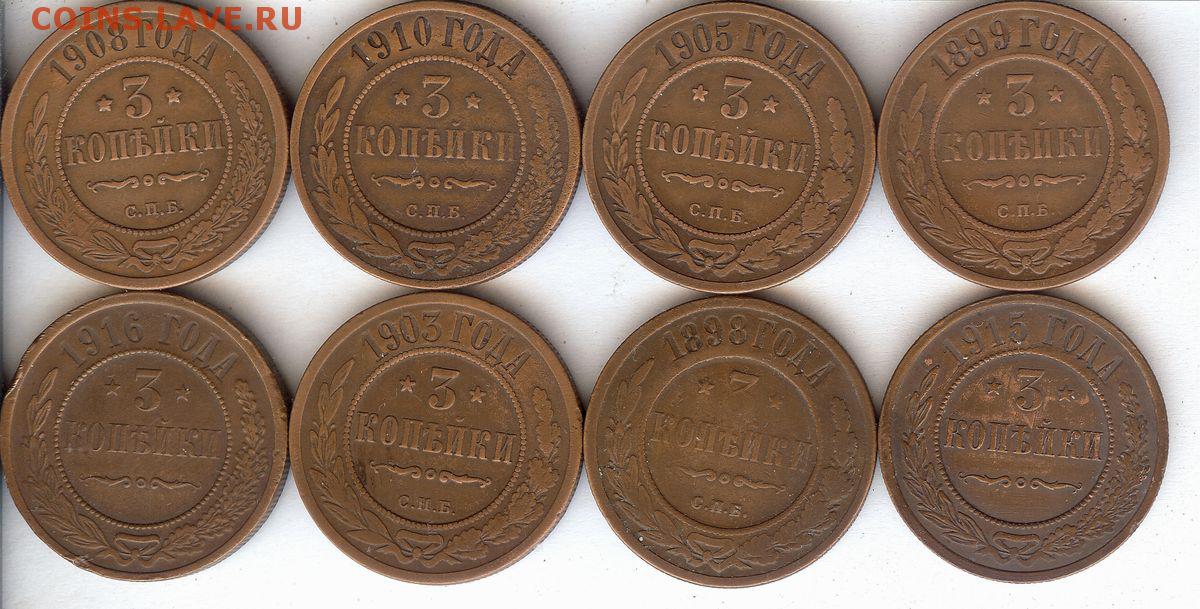 COINS.LAVE.RU
1908 ГОДА
3
КОПѢЙКИ
С.П.Б.
1910 ГОДА
3
КОПѢЙКИ
С.П.Б.
1905 ГОДА
3
КОПѢЙКИ
С.П.Б.
1899 ГОДА
3
КОПѢЙКИ
С.П.Б.
1916 ГОДА
3
КОПѢЙКИ
1903 ГОДА
3
КОПѢЙКИ
С.П.Б.
1898 ГОДА
3
КОПѢЙКИ
С.П.Б.
1915 ГОДА
3
КОПѢЙКИ